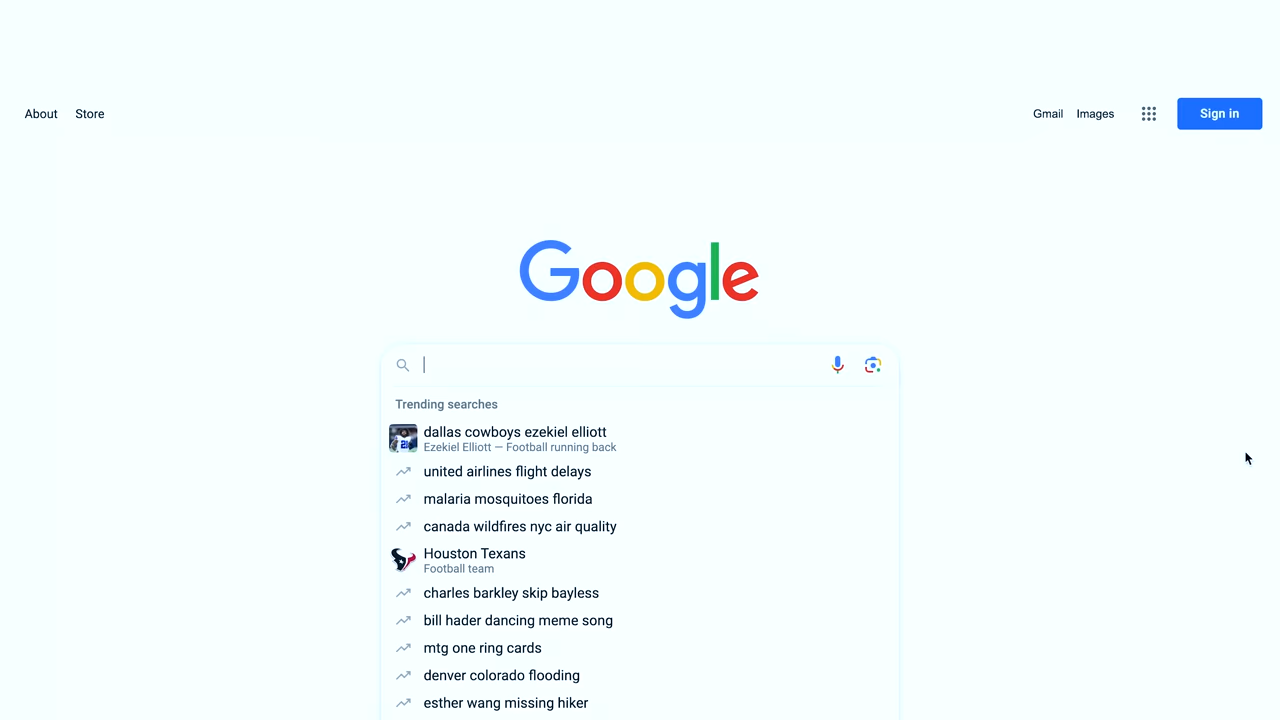 About Store Gmail Images Sign in
Google
Trending searches
dallas cowboys ezekiel elliott
Ezekiel Elliott — Football running back
united airlines flight delays
malaria mosquitoes florida
canada wildfires nyc air quality
Houston Texans
Football team
charles barkley skip bayless
bill hader dancing meme song
mtg one ring cards
denver colorado flooding
esther wang missing hiker